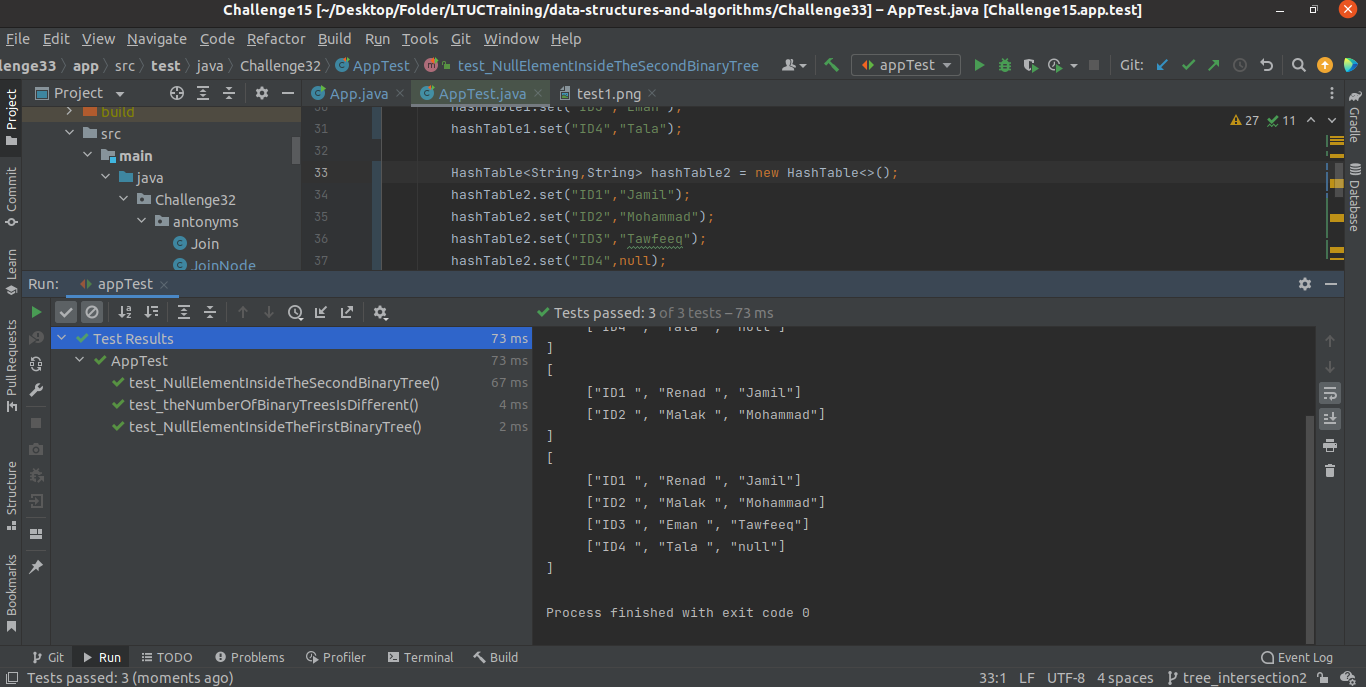 Challenge15 [~/Desktop/Folder/LTUCTraining/data-structures-and-algorithms/Challenge33] – AppTest.java [Challenge15.app.test]
File Edit View Navigate Code Refactor Build Run Tools Git Window Help
lenge33 app src test java Challenge32 AppTest test_NullElementInsideTheSecondBinaryTree appTest Git:
Project App.java AppTest.java test1.png
Project
Commit
Learn
Pull Requests
Structure
Bookmarks
Gradle
Database
build
src
main
java
Challenge32
antonyms
Join
JoinNode
27 11
30 hashTable1.set("ID3","Eman");
31 hashTable1.set("ID4","Tala");
32
33 HashTable<String,String> hashTable2 = new HashTable<>();
34 hashTable2.set("ID1","Jamil");
35 hashTable2.set("ID2","Mohammad");
36 hashTable2.set("ID3","Tawfeeq");
37 hashTable2.set("ID4",null);
Run: appTest
Tests passed: 3 of 3 tests – 73 ms
Test Results 73 ms
AppTest 73 ms
test_NullElementInsideTheSecondBinaryTree() 67 ms
test_theNumberOfBinaryTreesIsDifferent() 4 ms
test_NullElementInsideTheFirstBinaryTree() 2 ms
["ID4 ", "Tala ", "null"]
]
[
["ID1 ", "Renad ", "Jamil"]
["ID2 ", "Malak ", "Mohammad"]
]
[
["ID1 ", "Renad ", "Jamil"]
["ID2 ", "Malak ", "Mohammad"]
["ID3 ", "Eman ", "Tawfeeq"]
["ID4 ", "Tala ", "null"]
]
Process finished with exit code 0
Git Run TODO Problems Profiler Terminal Build Event Log
Tests passed: 3 (moments ago) 33:1 LF UTF-8 4 spaces tree_intersection2